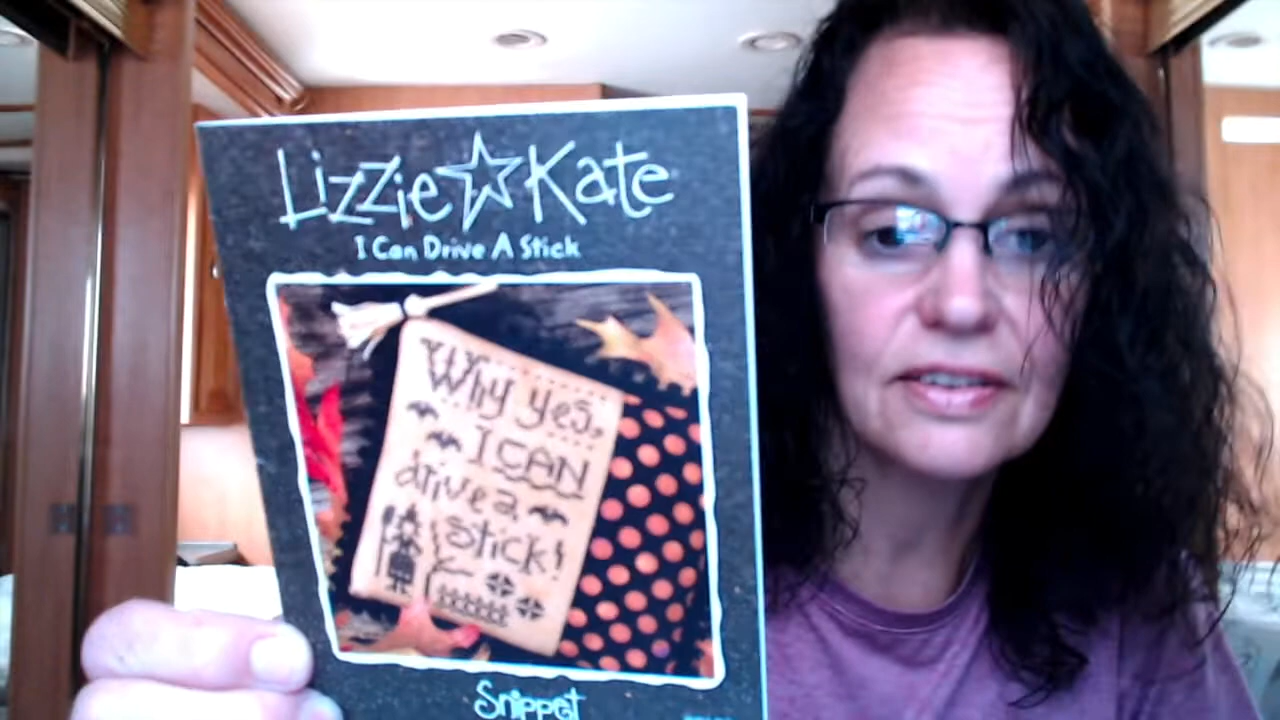 Lizzie Kate
I Can Drive A Stick
Why yes,
I CAN
drive a
stick!
Snippet